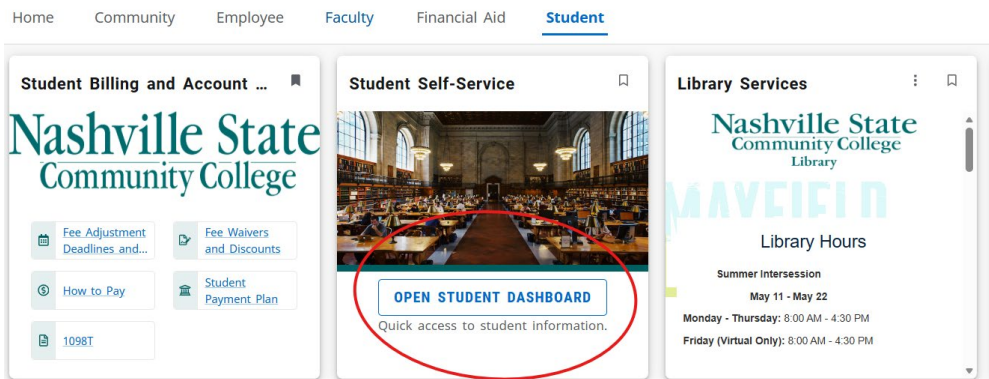 Home Community Employee Faculty Financial Aid Student
Student Billing and Account ...
Nashville State
Community College
Fee Adjustment
Deadlines and...
Fee Waivers
and Discounts
How to Pay
Student
Payment Plan
1098T
Student Self-Service
OPEN STUDENT DASHBOARD
Quick access to student information.
Library Services
Nashville State
Community College
Library
MAYFIELD
Library Hours
Summer Intersession
May 11 - May 22
Monday - Thursday: 8:00 AM - 4:30 PM
Friday (Virtual Only): 8:00 AM - 4:30 PM